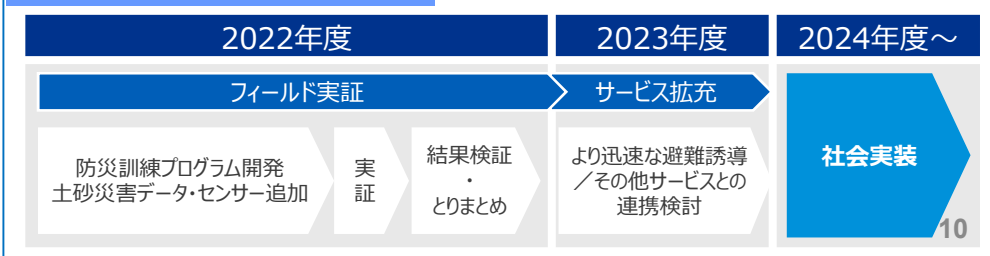 2022年度
2023年度
2024年度～
フィールド実証
サービス拡充
防災訓練プログラム開発
土砂災害データ・センサー追加
実
証
結果検証
・
とりまとめ
より迅速な避難誘導
／その他サービスとの
連携検討
社会実装
10